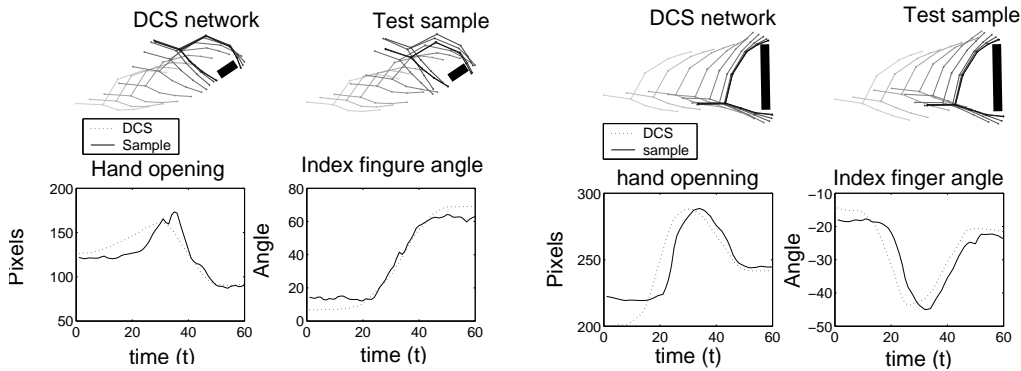 DCS network
Test sample
DCS
Sample
Hand opening
Index fingure angle
200
150
100
50
Pixels
0 20 40 60
time (t)
80
60
40
20
0
Angle
0 20 40 60
time (t)
DCS network
Test sample
DCS
sample
hand openning
Index finger angle
300
250
200
Pixels
0 20 40 60
time (t)
−10
−20
−30
−40
−50
Angle
0 20 40 60
time (t)